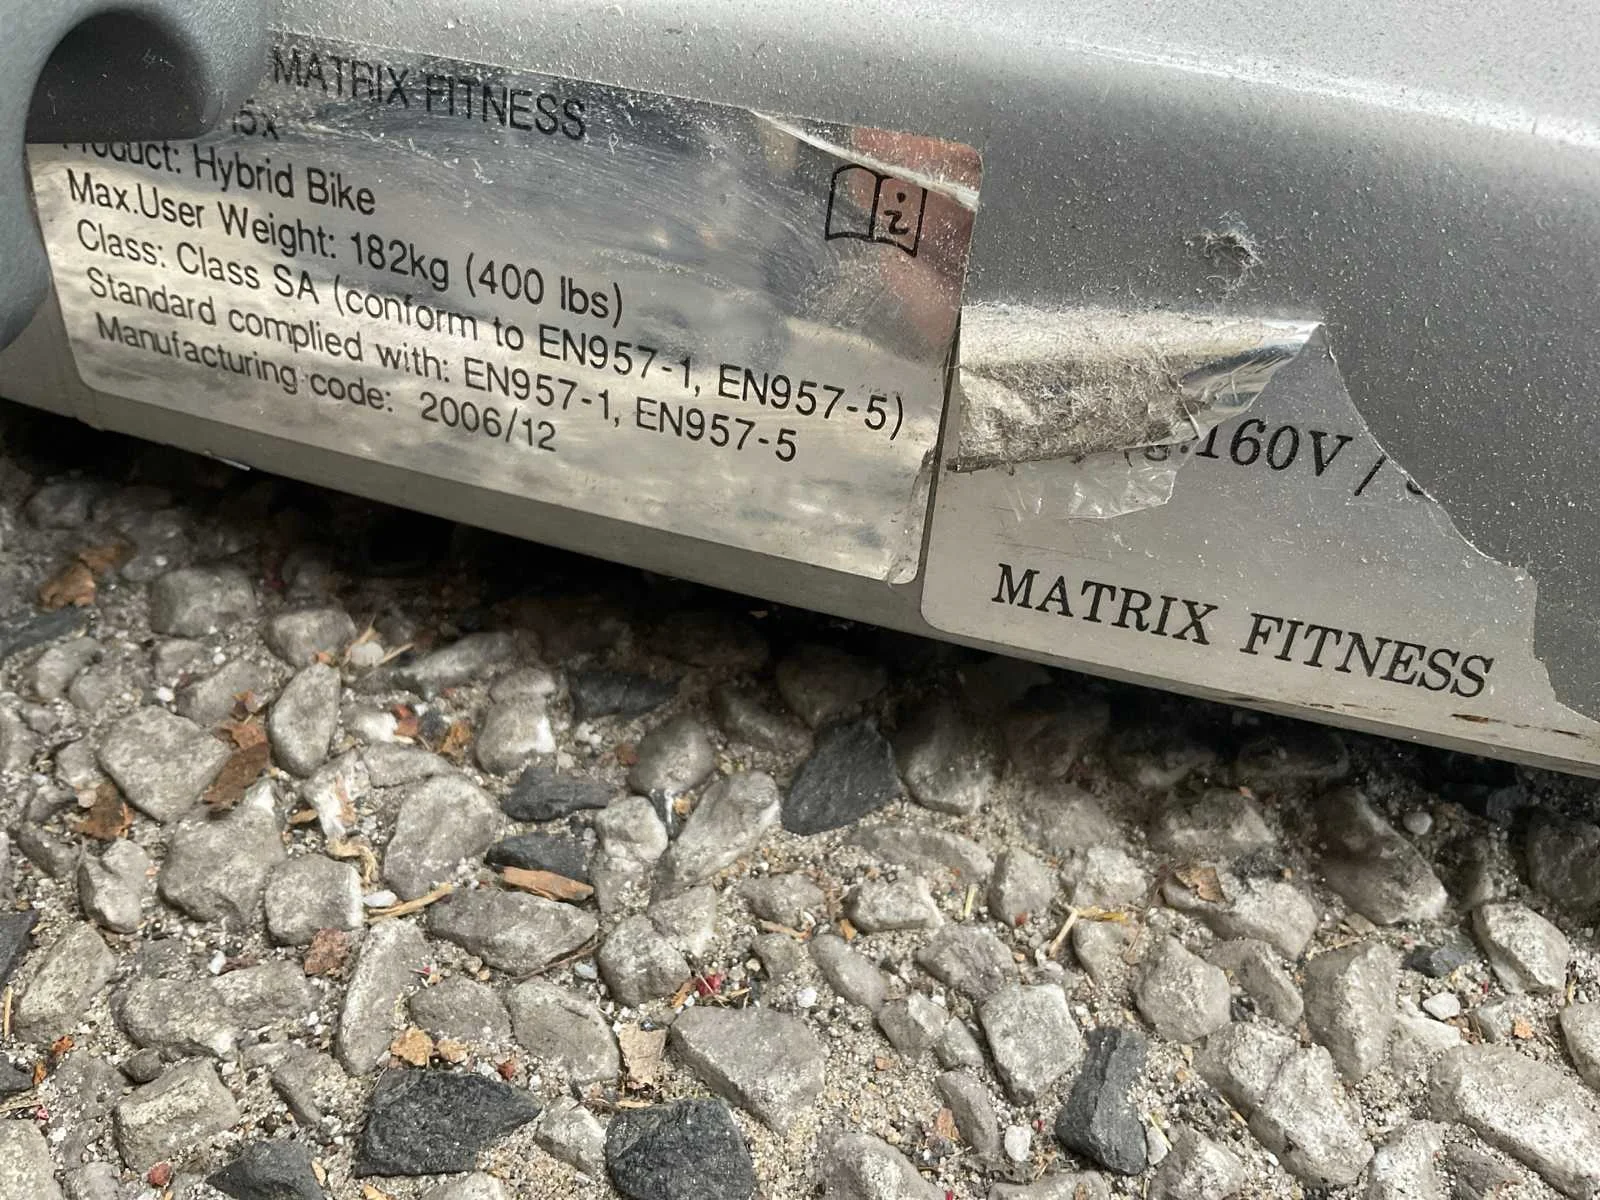 MATRIX FITNESS
5x
Product: Hybrid Bike
Max.User Weight: 182kg (400 lbs)
Class: Class SA (conform to EN957-1, EN957-5)
Standard complied with: EN957-1, EN957-5
Manufacturing code: 2006/12
i
160V /
MATRIX FITNESS